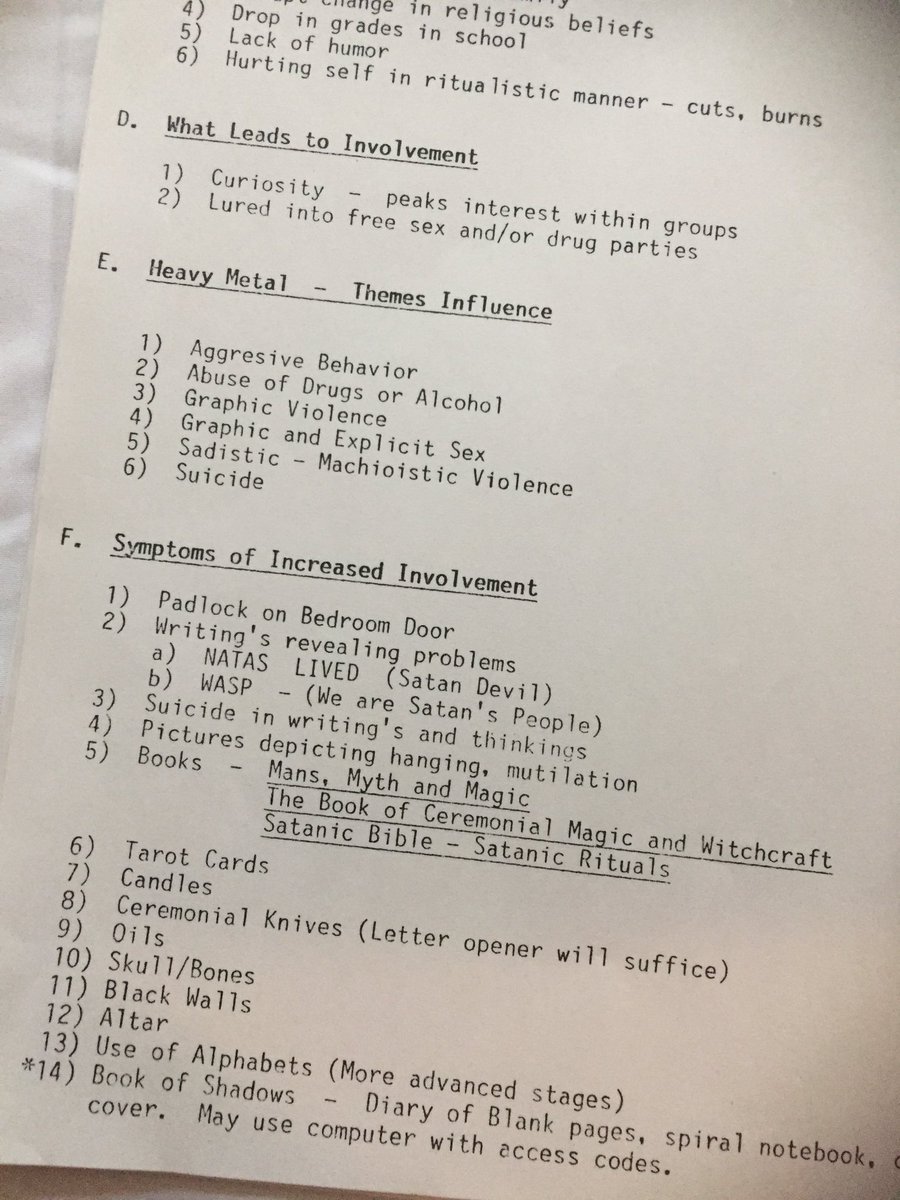 change in religious beliefs
4) Drop in grades in school
5) Lack of humor
6) Hurting self in ritualistic manner - cuts, burns
D. What Leads to Involvement
1) Curiosity - peaks interest within groups
2) Lured into free sex and/or drug parties
E. Heavy Metal - Themes Influence
1) Aggresive Behavior
2) Abuse of Drugs or Alcohol
3) Graphic Violence
4) Graphic and Explicit Sex
5) Sadistic - Machioistic Violence
6) Suicide
F. Symptoms of Increased Involvement
1) Padlock on Bedroom Door
2) Writing's revealing problems
a) NATAS LIVED (Satan Devil)
b) WASP - (We are Satan's People)
3) Suicide in writing's and thinkings
4) Pictures depicting hanging, mutilation
5) Books - Mans, Myth and Magic
The Book of Ceremonial Magic and Witchcraft
Satanic Bible - Satanic Rituals
6) Tarot Cards
7) Candles
8) Ceremonial Knives (Letter opener will suffice)
9) Oils
10) Skull/Bones
11) Black Walls
12) Altar
13) Use of Alphabets (More advanced stages)
*14) Book of Shadows - Diary of Blank pages, spiral notebook,
cover. May use computer with access codes.